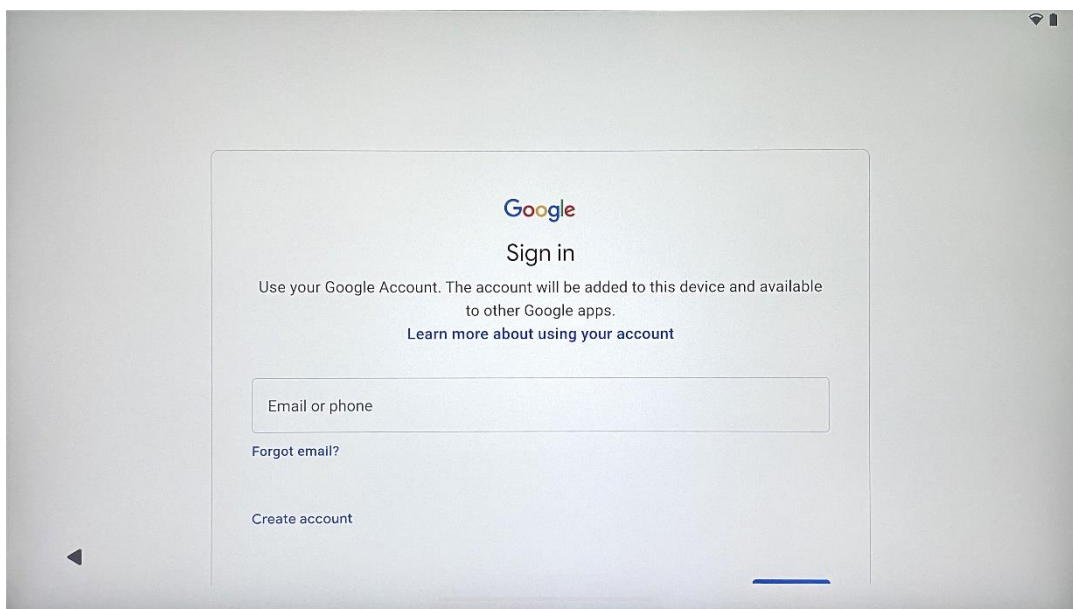 Google
Sign in
Use your Google Account. The account will be added to this device and available
to other Google apps.
Learn more about using your account
Email or phone
Forgot email?
Create account